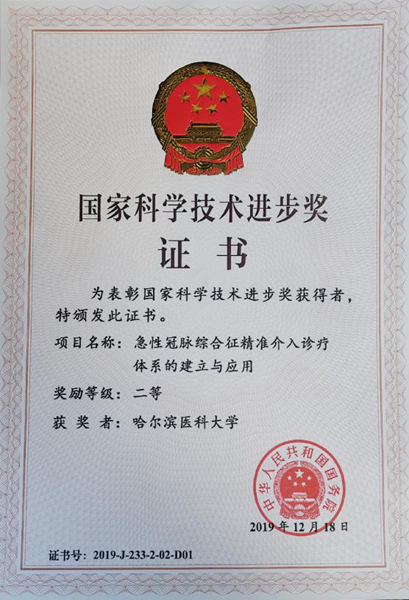 国家科学技术进步奖
证书
为表彰国家科学技术进步奖获得者，
特颁发此证书。
项目名称：急性冠脉综合征精准介入诊疗
体系的建立与应用
奖励等级：二等
获奖者：哈尔滨医科大学
中华人民共和国国务院
2019年12月18日
证书号：2019-J-233-2-02-D01